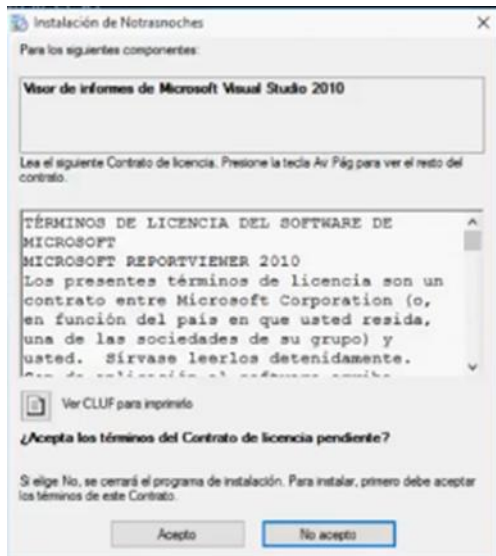 Instalación de Notrasnoches
Para los siguientes componentes:
Visor de informes de Microsoft Visual Studio 2010
Lea el siguiente Contrato de licencia. Presione la tecla Av Pág para ver el resto del
contrato.
TÉRMINOS DE LICENCIA DEL SOFTWARE DE
MICROSOFT
MICROSOFT REPORTVIEWER 2010
Los presentes términos de licencia son un
contrato entre Microsoft Corporation (o,
en función del país en que usted resida,
una de las sociedades de su grupo) y
usted. Sírvase leerlos detenidamente.
Ver CLUF para imprimirlo
¿Acepta los términos del Contrato de licencia pendiente?
Si elige No, se cerrará el programa de instalación. Para instalar, primero debe aceptar
los términos de este Contrato.
Acepto
No acepto